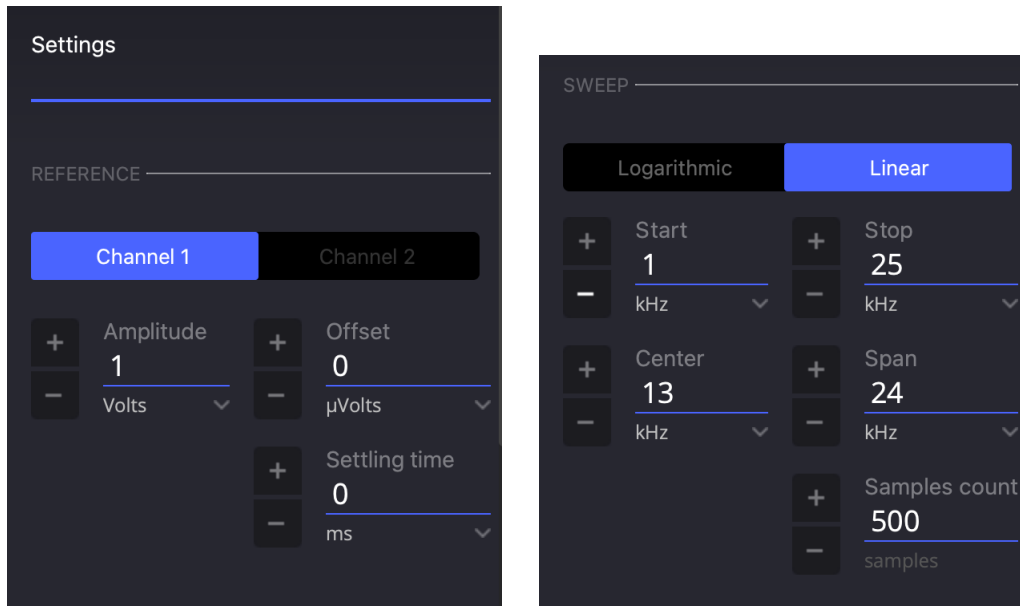 Settings
REFERENCE
Channel 1 Channel 2
+ Amplitude + Offset
1 0
− Volts − µVolts
+ Settling time
0
− ms
SWEEP
Logarithmic Linear
+ Start + Stop
1 25
− kHz − kHz
+ Center + Span
13 24
− kHz − kHz
+ Samples count
500
− samples